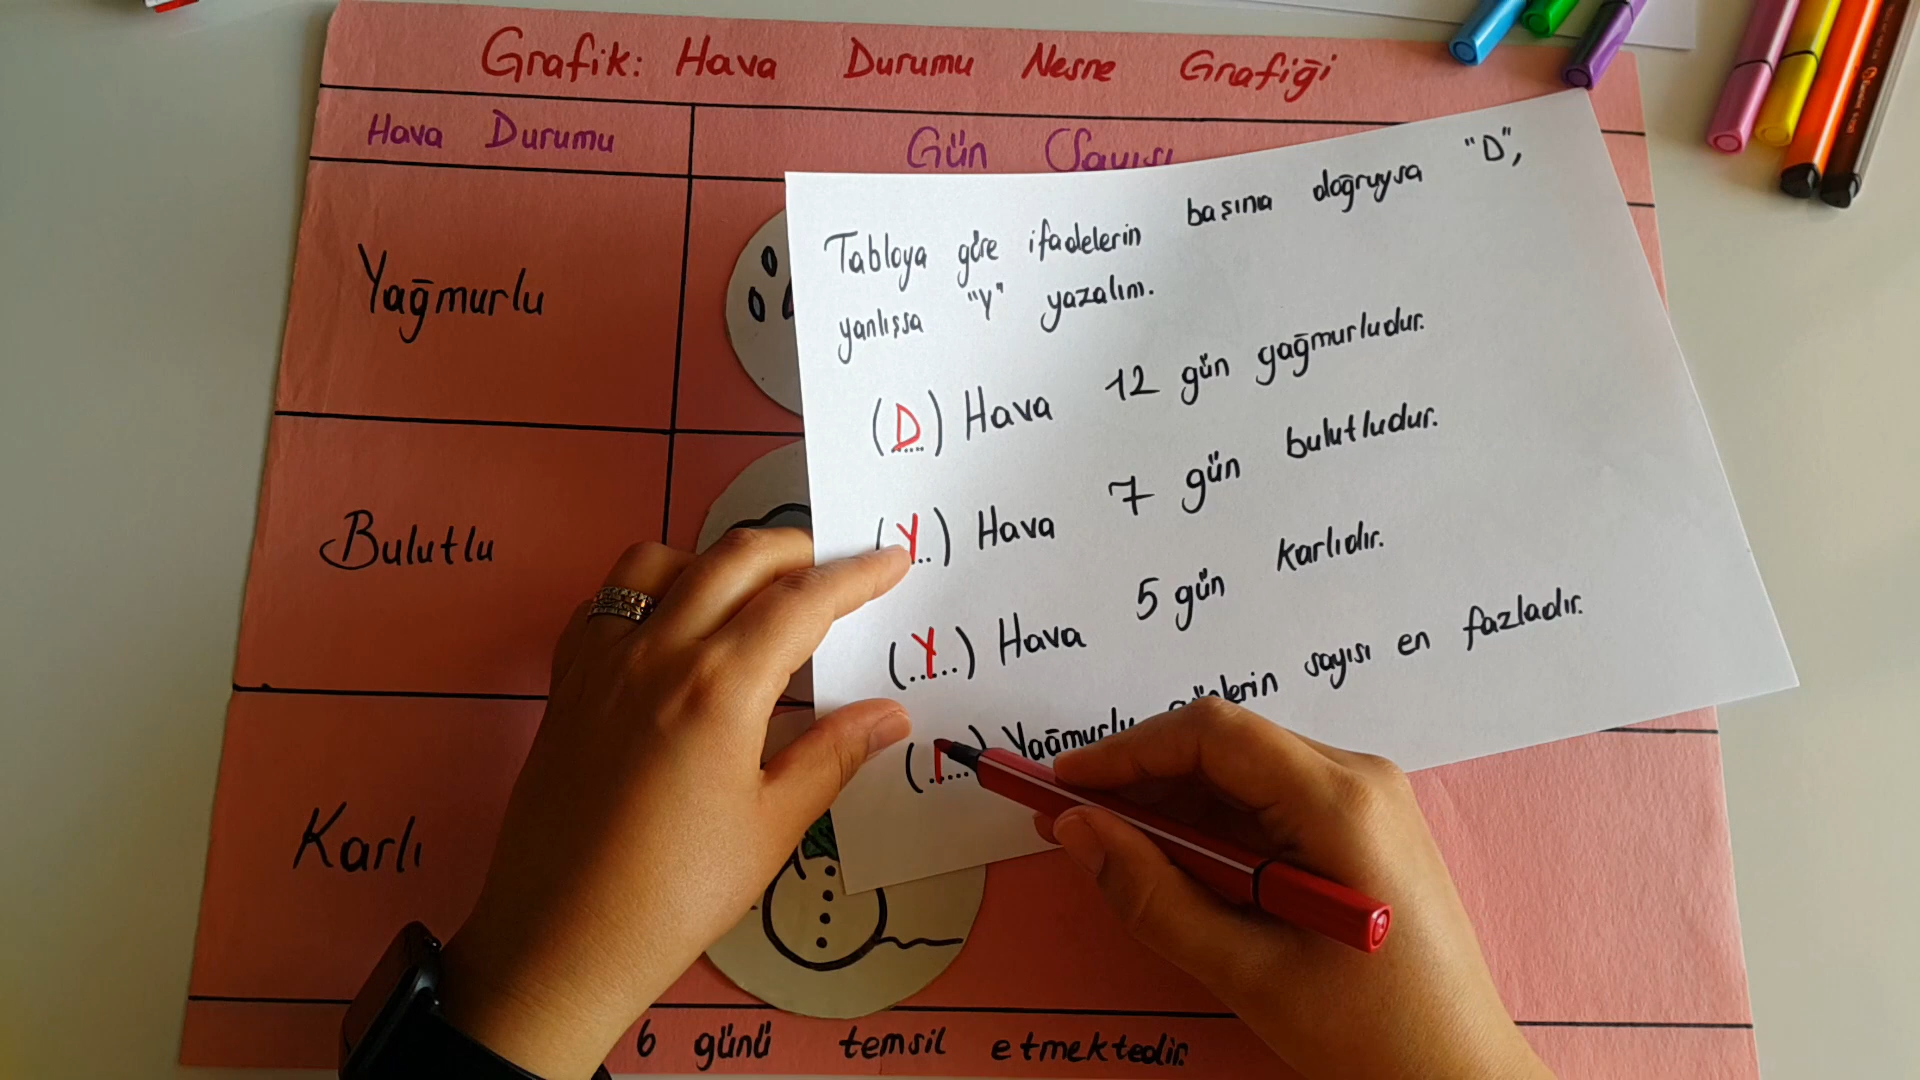 Grafik: Hava Durumu Nesne Grafiği
Hava Durumu
Gün Sayısı
Yağmurlu
Bulutlu
Karlı
6 günü temsil etmektedir.
Tabloya göre ifadelerin başına doğruysa "D",
yanlışsa "Y" yazalım.
(D) Hava 12 gün yağmurludur.
(Y) Hava 7 gün bulutludur.
(Y) Hava 5 gün karlıdır.
(.....) Yağmurlu günlerin sayısı en fazladır.